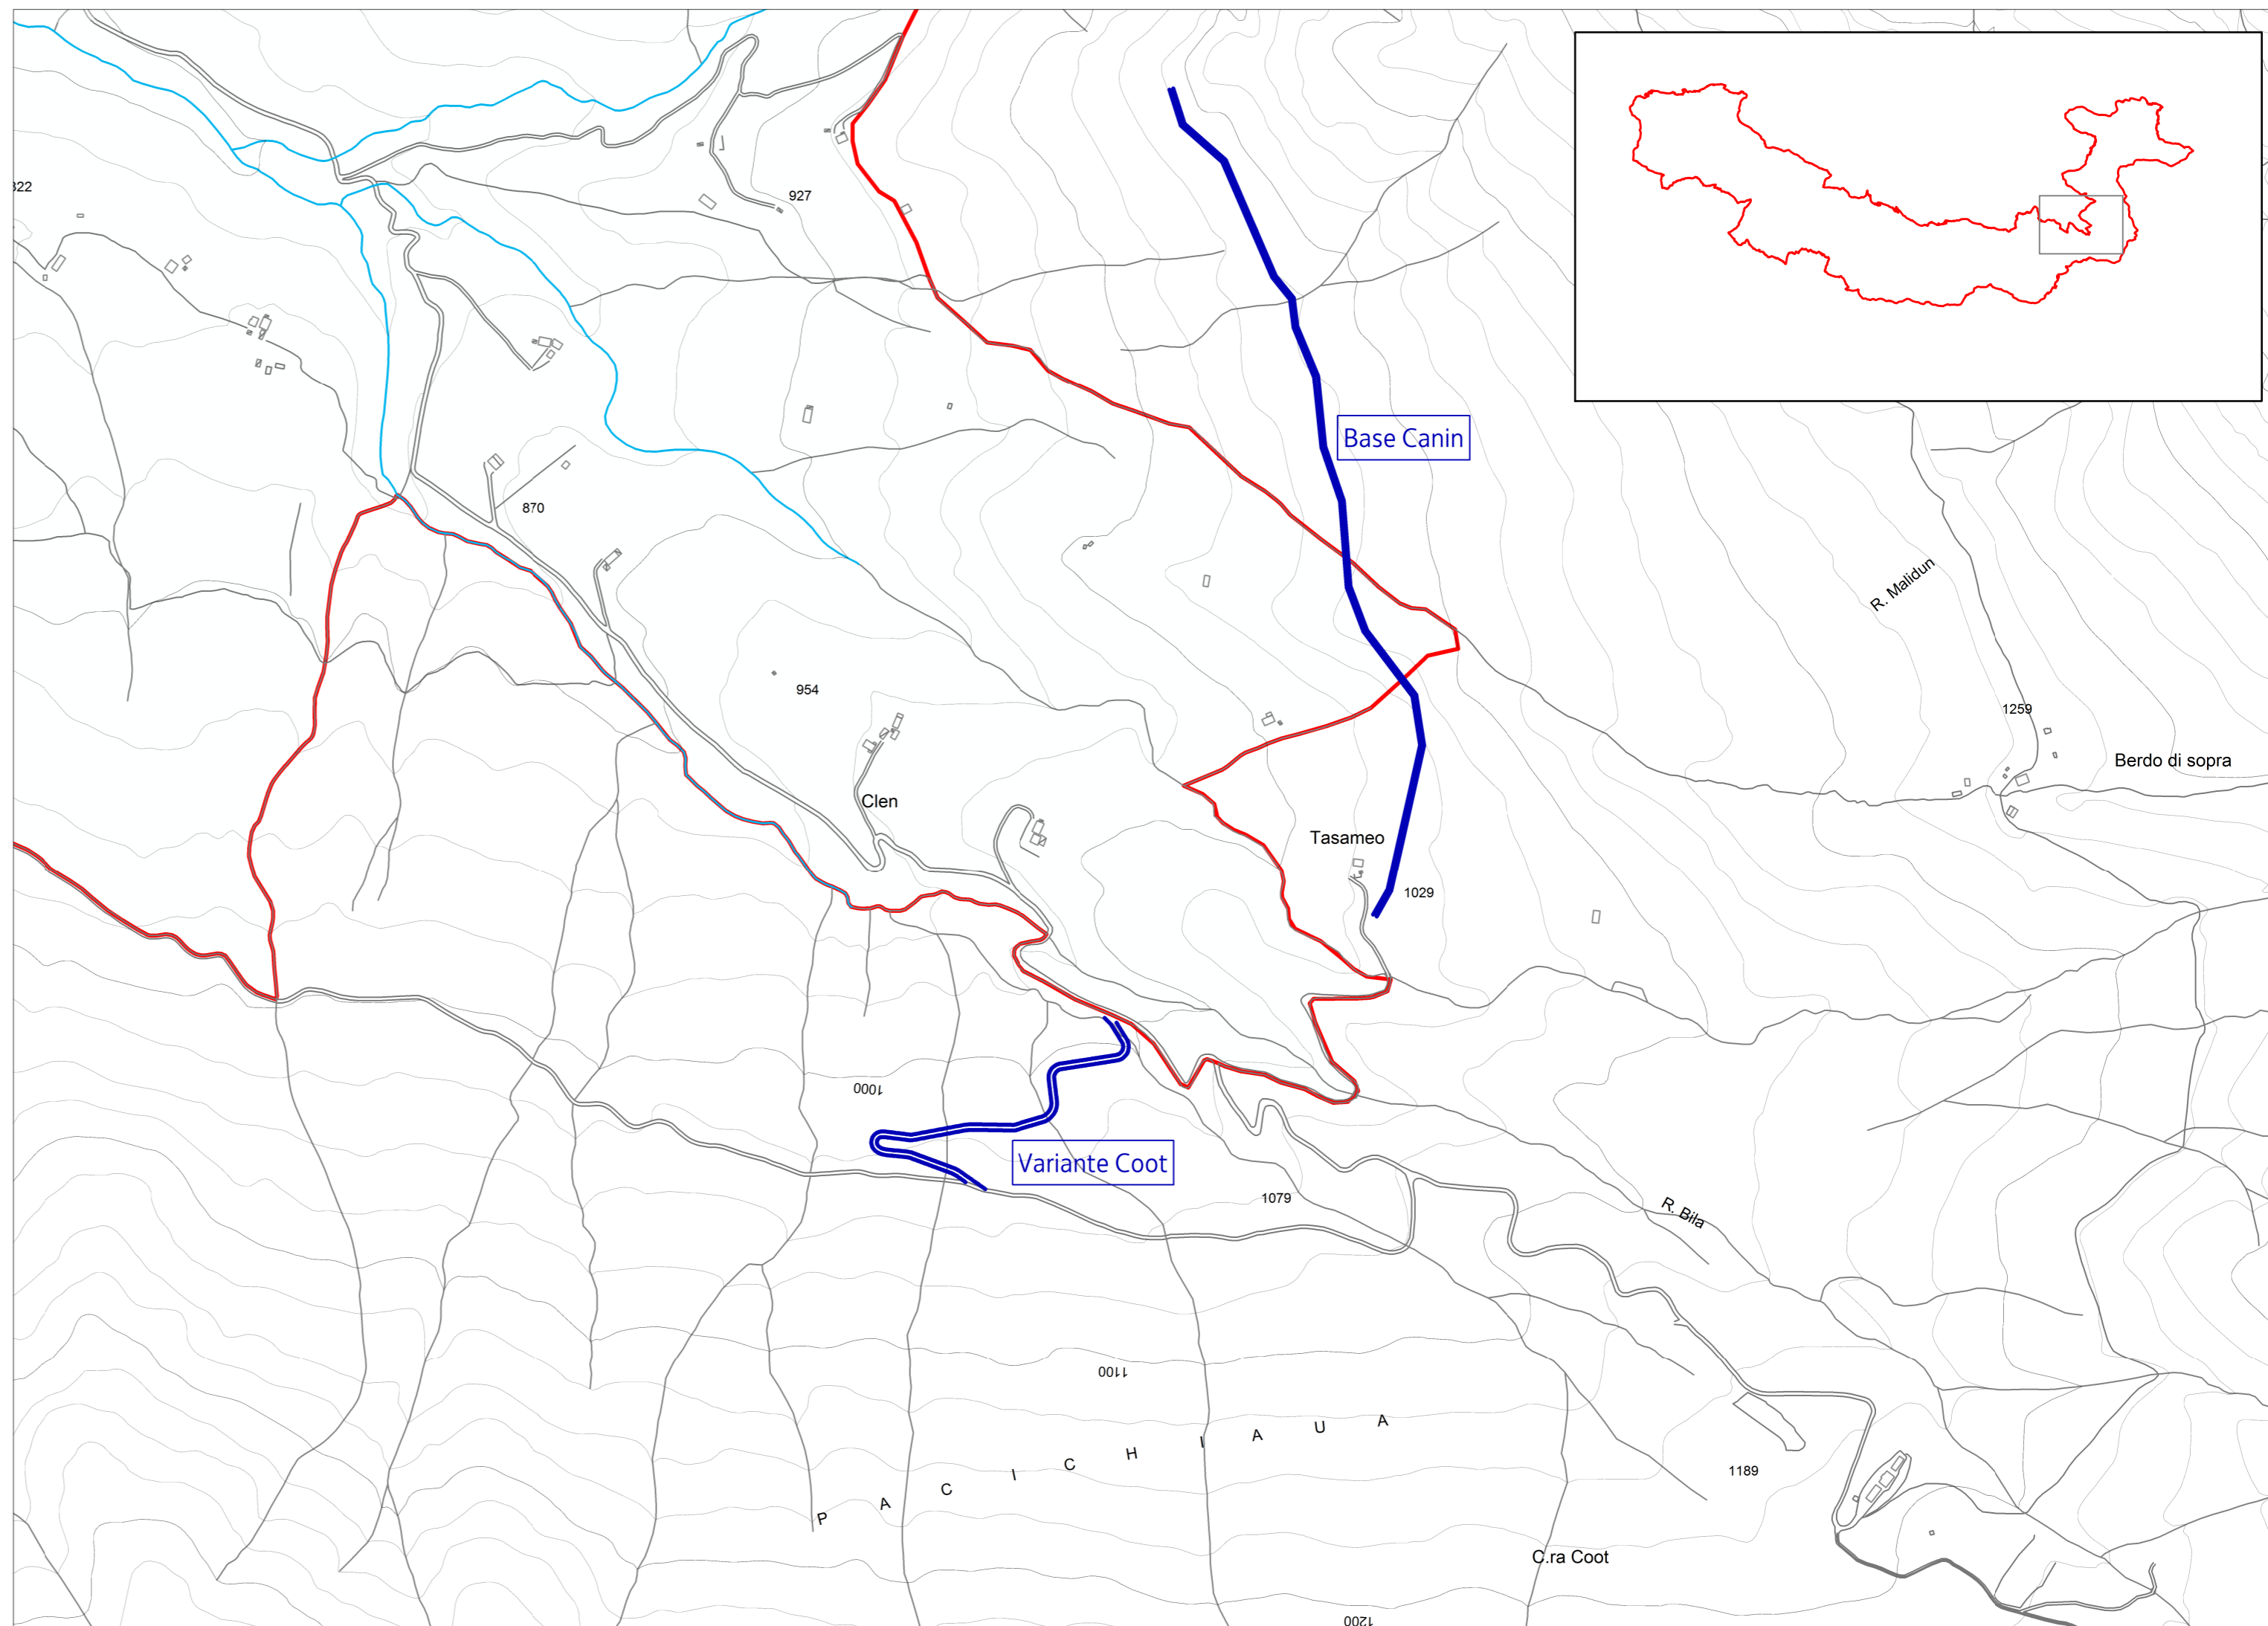 322
927
Base Canin
870
R. Malidun
954
1259
Berdo di sopra
Clen
Tasameo
1029
1000
Variante Coot
1079
R. Bila
1100
P A C I C H I A U A
1189
C.ra Coot
1200